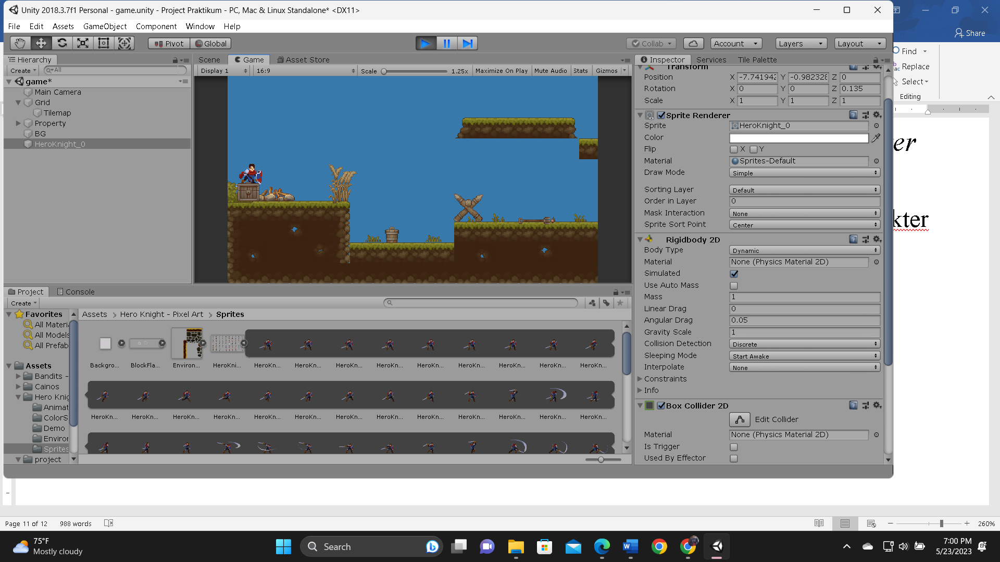 Unity 2018.3.7f1 Personal - game.unity - Project Praktikum - PC, Mac & Linux Standalone* <DX11>
File Edit Assets GameObject Component Window Help
Share
Pivot Global Collab Account Layers Layout
Find
Replace
Select
Editing
Hierarchy
Create All
game*
Main Camera
Grid
Tilemap
Property
BG
HeroKnight_0
Scene Game Asset Store
Display 1 16:9 Scale 1.25x Maximize On Play Mute Audio Stats Gizmos
Inspector Services Tile Palette
Transform
Position X -7.741942 Y -0.982328 Z 0
Rotation X 0 Y 0 Z 0.135
Scale X 1 Y 1 Z 1
Sprite Renderer
Sprite HeroKnight_0
Color
Flip X Y
Material Sprites-Default
Draw Mode Simple
Sorting Layer Default
Order in Layer 0
Mask Interaction None
Sprite Sort Point Center
Rigidbody 2D
Body Type Dynamic
Material None (Physics Material 2D)
Simulated
Use Auto Mass
Mass 1
Linear Drag 0
Angular Drag 0.05
Gravity Scale 1
Collision Detection Discrete
Sleeping Mode Start Awake
Interpolate None
Constraints
Info
Box Collider 2D
Edit Collider
Material None (Physics Material 2D)
Is Trigger
Used By Effector
er
kter
Project Console
Create
Favorites
All Materi
All Models
All Prefab
Assets
Bandits -
Cainos
Hero Knig
Animat
ColorS
Demo
Enviror
Sprites
project
Assets > Hero Knight - Pixel Art > Sprites
Backgro... BlockFla... Environ... HeroKni... HeroKn... HeroKn... HeroKn... HeroKn... HeroKn... HeroKn... HeroKn... HeroKn... HeroKn...
HeroKn... HeroKn... HeroKn... HeroKn... HeroKn... HeroKn... HeroKn... HeroKn... HeroKn... HeroKn... HeroKn... HeroKn... HeroKn...
Page 11 of 12 988 words 260%
75°F
Mostly cloudy
Search
7:00 PM
5/23/2023